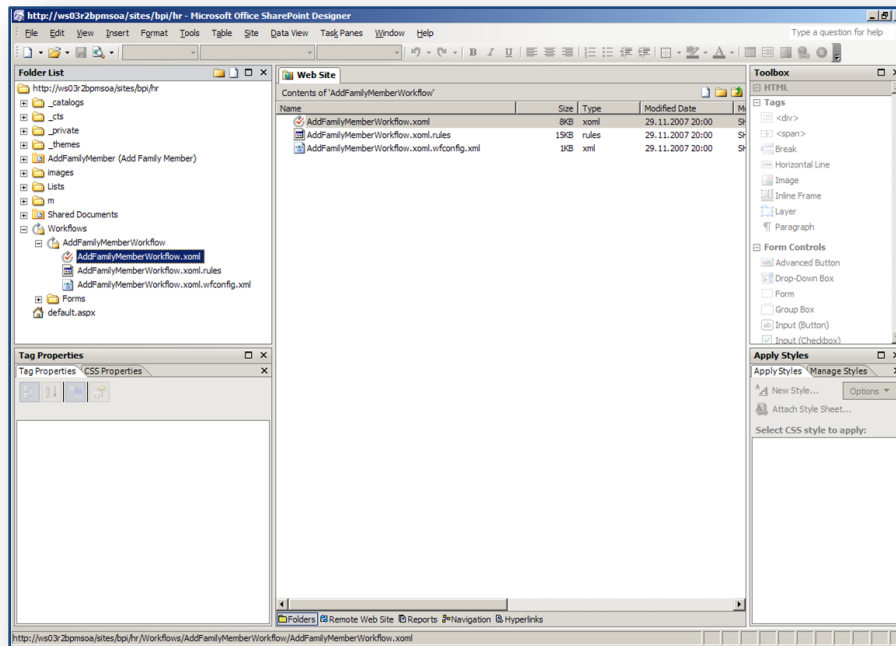 http://ws03r2bpmsoa/sites/bpi/hr - Microsoft Office SharePoint Designer
File Edit View Insert Format Tools Table Site Data View Task Panes Window Help
Type a question for help
Folder List
http://ws03r2bpmsoa/sites/bpi/hr
_catalogs
_cts
_private
_themes
AddFamilyMember (Add Family Member)
images
Lists
m
Shared Documents
Workflows
AddFamilyMemberWorkflow
AddFamilyMemberWorkflow.xoml
AddFamilyMemberWorkflow.xoml.rules
AddFamilyMemberWorkflow.xoml.wfconfig.xml
Forms
default.aspx
Web Site
Contents of 'AddFamilyMemberWorkflow'
Name Size Type Modified Date M
AddFamilyMemberWorkflow.xoml 8KB xoml 29.11.2007 20:00 SH
AddFamilyMemberWorkflow.xoml.rules 15KB rules 29.11.2007 20:00 SH
AddFamilyMemberWorkflow.xoml.wfconfig.xml 1KB xml 29.11.2007 20:00 SH
Folders Remote Web Site Reports Navigation Hyperlinks
Toolbox
HTML
Tags
<div>
<span>
Break
Horizontal Line
Image
Inline Frame
Layer
Paragraph
Form Controls
Advanced Button
Drop-Down Box
Form
Group Box
Input (Button)
Input (Checkbox)
Tag Properties
Tag Properties CSS Properties
Apply Styles
Apply Styles Manage Styles
New Style... Options
Attach Style Sheet...
Select CSS style to apply:
http://ws03r2bpmsoa/sites/bpi/hr/Workflows/AddFamilyMemberWorkflow/AddFamilyMemberWorkflow.xoml